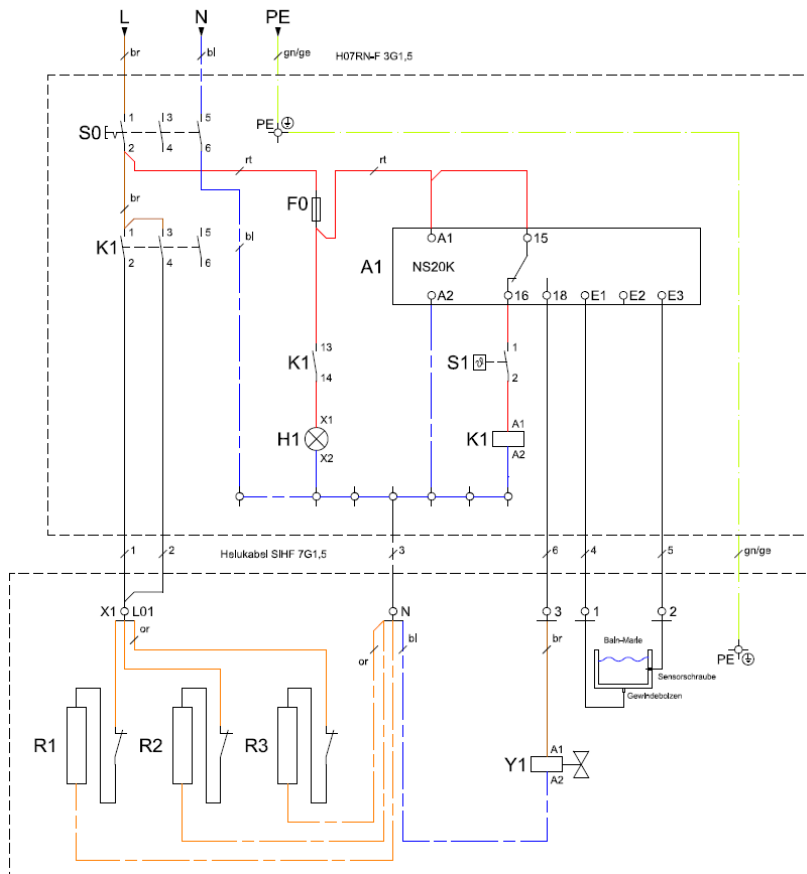 L N PE
br bl gn/ge H07RN-F 3G1,5
S0 1 3 5 PE
2 4 6
rt rt
br F0
bl
K1 1 3 5 A1 A1 15
2 4 6 NS20K
A2 16 18 E1 E2 E3
K1 13 S1 1
14 2
H1 X1 K1 A1
X2 A2
1 2 Helukabel SIHF 7G1,5 3 6 4 5 gn/ge
X1 L01 N 3 1 2
or or bl br Bain-Marie PE
Sensorschraube
Gewindebolzen
R1 R2 R3 Y1 A1
A2